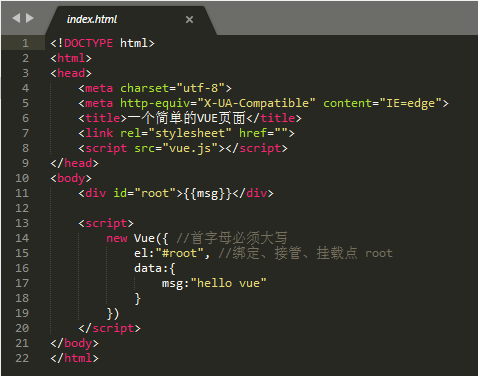 index.html
1 <!DOCTYPE html>
2 <html>
3 <head>
4     <meta charset="utf-8">
5     <meta http-equiv="X-UA-Compatible" content="IE=edge">
6     <title>一个简单的VUE页面</title>
7     <link rel="stylesheet" href="">
8     <script src="vue.js"></script>
9 </head>
10 <body>
11     <div id="root">{{msg}}</div>
12
13     <script>
14         new Vue({ //首字母必须大写
15             el:"#root", //绑定、接管、挂载点 root
16             data:{
17                 msg:"hello vue"
18             }
19         })
20     </script>
21 </body>
22 </html>